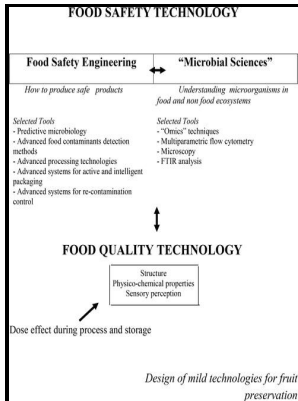 FOOD SAFETY TECHNOLOGY
Food Safety Engineering
"Microbial Sciences"
How to produce safe products
Understanding microorganisms in
food and non food ecosystems
Selected Tools
- Predictive microbiology
- Advanced food contaminants detection
methods
- Advanced processing technologies
- Advanced systems for active and intelligent
packaging
- Advanced systems for re-contamination
control
Selected Tools
- "Omics" techniques
- Multiparametric flow cytometry
- Microscopy
- FTIR analysis
FOOD QUALITY TECHNOLOGY
Structure
Physico-chemical properties
Sensory perception
Dose effect during process and storage
Design of mild technologies for fruit
preservation